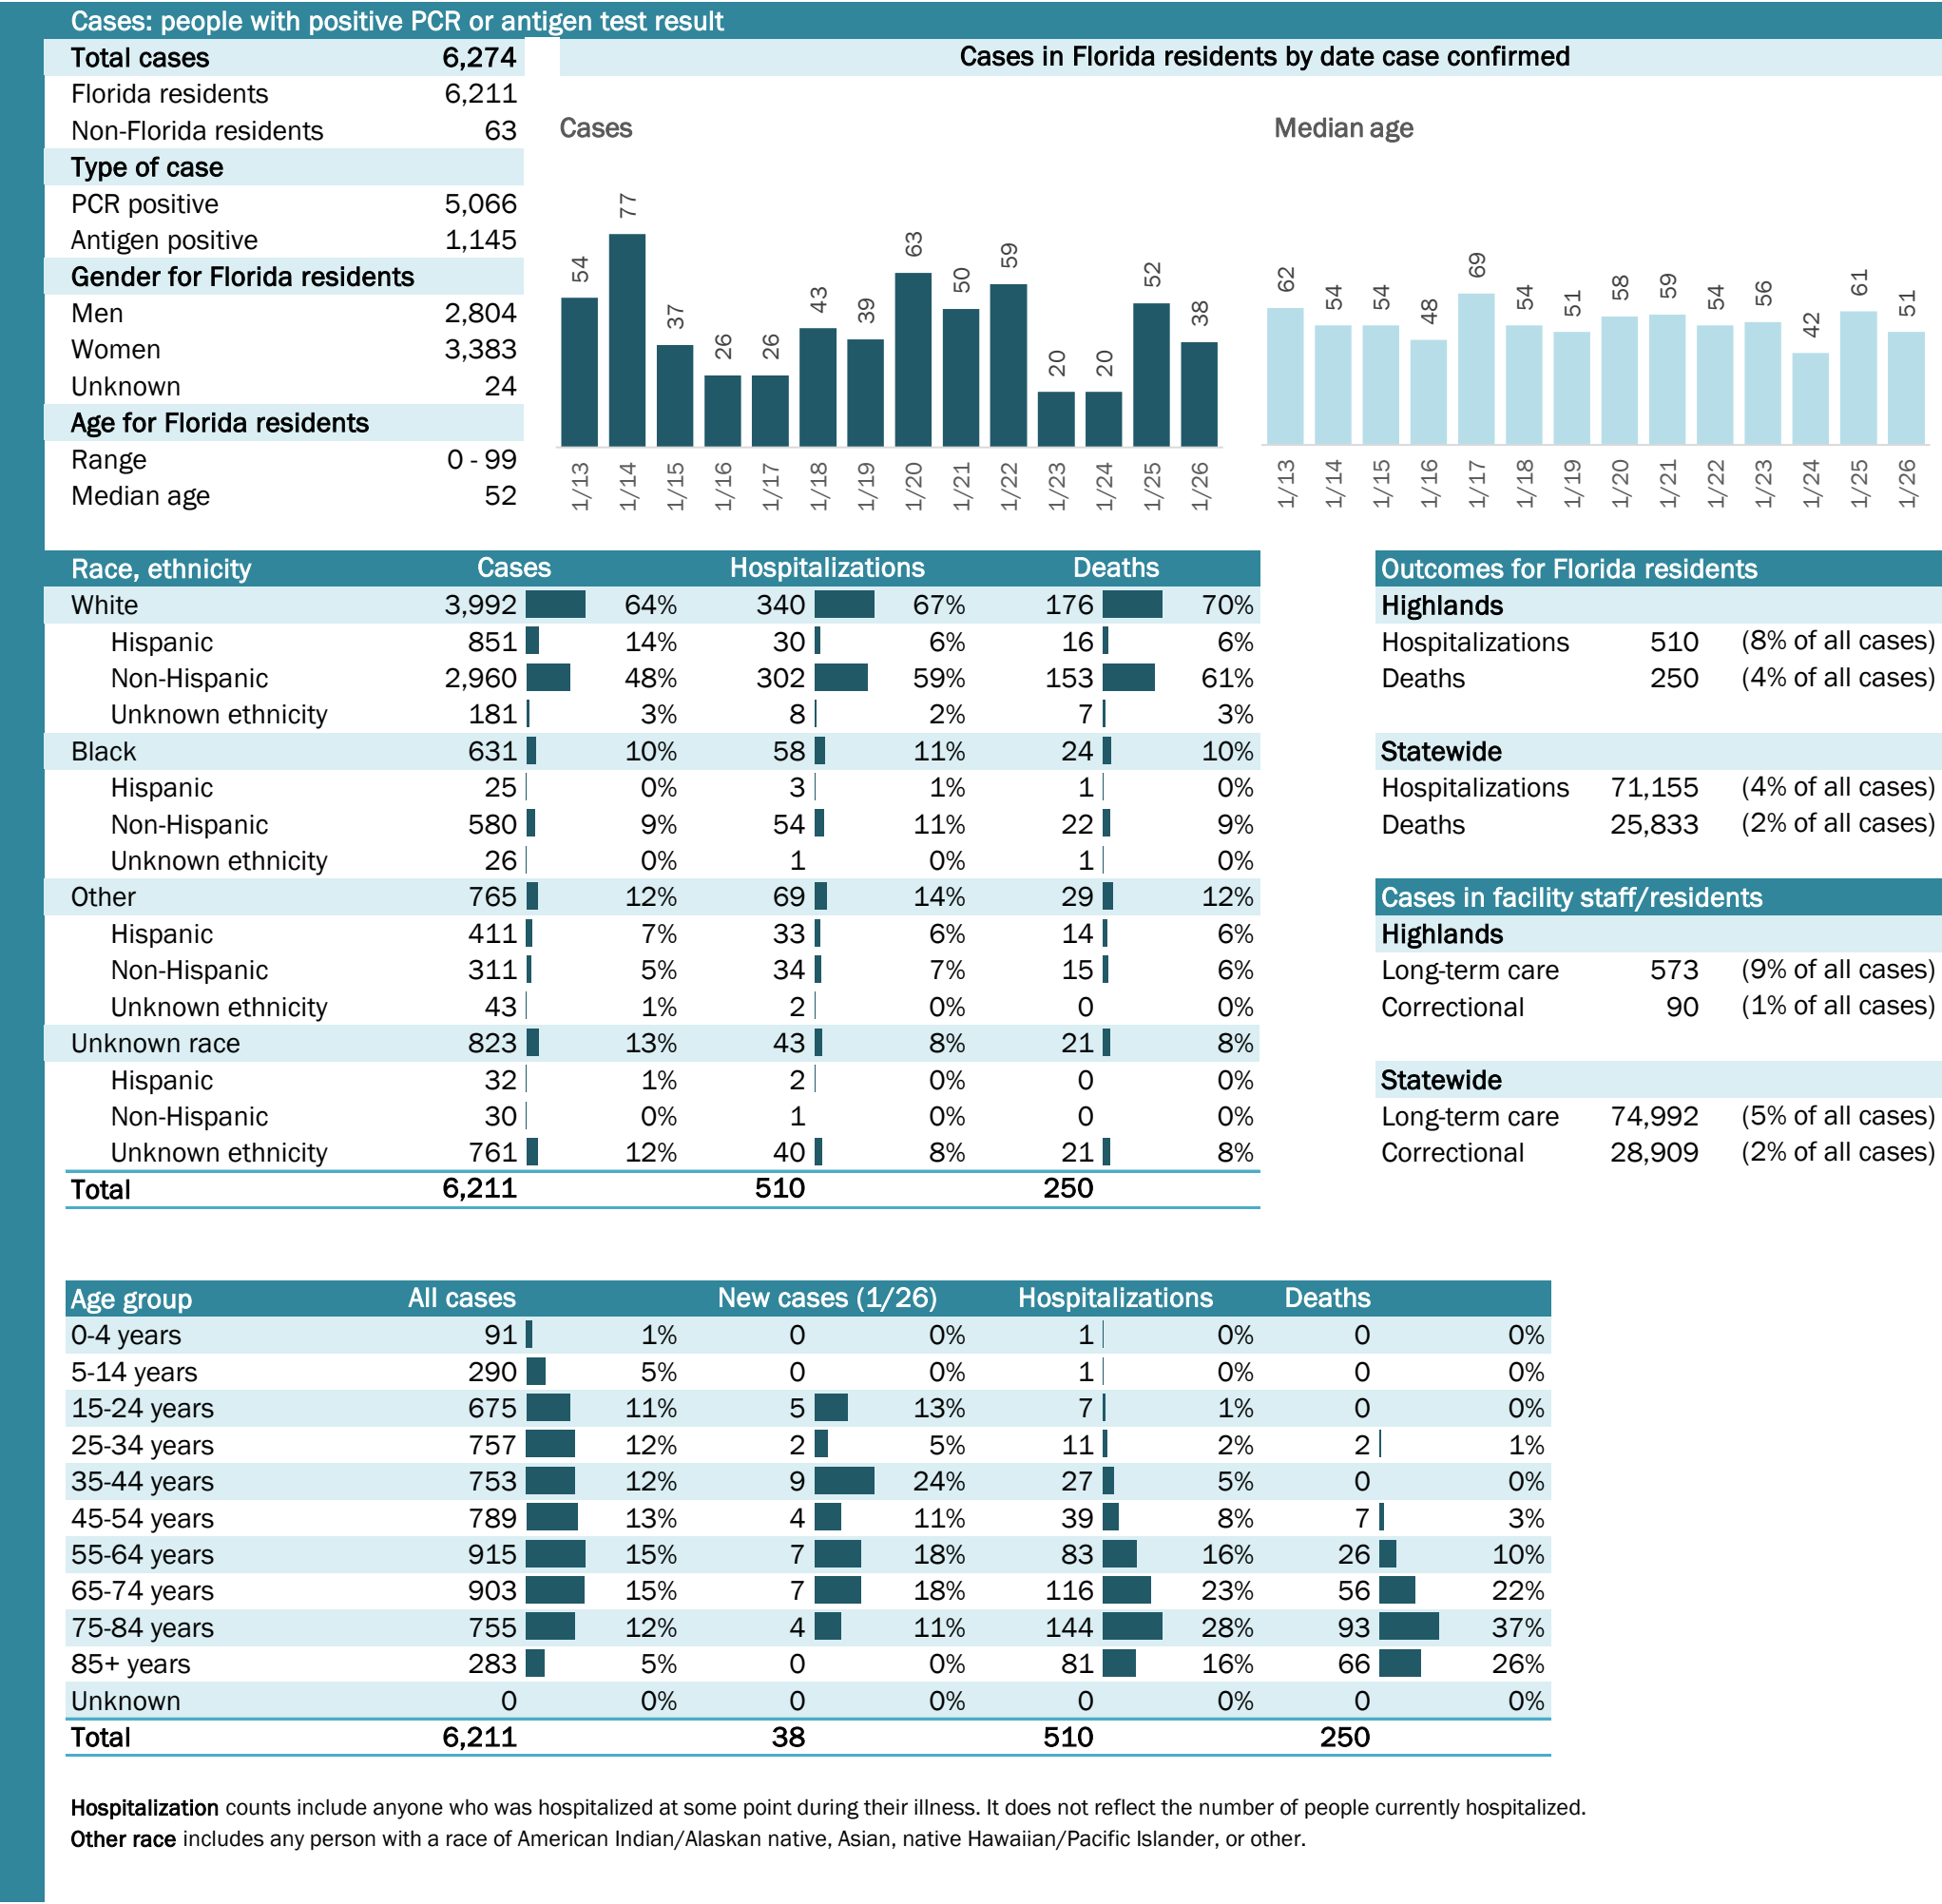 Cases: people with positive PCR or antigen test result
Total cases 6,274
Florida residents 6,211
Non-Florida residents 63
Type of case
PCR positive 5,066
Antigen positive 1,145
Gender for Florida residents
Men 2,804
Women 3,383
Unknown 24
Age for Florida residents
Range 0 - 99
Median age 52
Cases in Florida residents by date case confirmed
Cases
54 77 37 26 26 43 39 63 50 59 20 20 52 38
1/13 1/14 1/15 1/16 1/17 1/18 1/19 1/20 1/21 1/22 1/23 1/24 1/25 1/26
Median age
62 54 54 48 69 54 51 58 59 54 56 42 61 51
1/13 1/14 1/15 1/16 1/17 1/18 1/19 1/20 1/21 1/22 1/23 1/24 1/25 1/26
Race, ethnicity Cases Hospitalizations Deaths
White 3,992 64% 340 67% 176 70%
Hispanic 851 14% 30 6% 16 6%
Non-Hispanic 2,960 48% 302 59% 153 61%
Unknown ethnicity 181 3% 8 2% 7 3%
Black 631 10% 58 11% 24 10%
Hispanic 25 0% 3 1% 1 0%
Non-Hispanic 580 9% 54 11% 22 9%
Unknown ethnicity 26 0% 1 0% 1 0%
Other 765 12% 69 14% 29 12%
Hispanic 411 7% 33 6% 14 6%
Non-Hispanic 311 5% 34 7% 15 6%
Unknown ethnicity 43 1% 2 0% 0 0%
Unknown race 823 13% 43 8% 21 8%
Hispanic 32 1% 2 0% 0 0%
Non-Hispanic 30 0% 1 0% 0 0%
Unknown ethnicity 761 12% 40 8% 21 8%
Total 6,211 510 250
Outcomes for Florida residents
Highlands
Hospitalizations 510 (8% of all cases)
Deaths 250 (4% of all cases)
Statewide
Hospitalizations 71,155 (4% of all cases)
Deaths 25,833 (2% of all cases)
Cases in facility staff/residents
Highlands
Long-term care 573 (9% of all cases)
Correctional 90 (1% of all cases)
Statewide
Long-term care 74,992 (5% of all cases)
Correctional 28,909 (2% of all cases)
Age group All cases New cases (1/26) Hospitalizations Deaths
0-4 years 91 1% 0 0% 1 0% 0 0%
5-14 years 290 5% 0 0% 1 0% 0 0%
15-24 years 675 11% 5 13% 7 1% 0 0%
25-34 years 757 12% 2 5% 11 2% 2 1%
35-44 years 753 12% 9 24% 27 5% 0 0%
45-54 years 789 13% 4 11% 39 8% 7 3%
55-64 years 915 15% 7 18% 83 16% 26 10%
65-74 years 903 15% 7 18% 116 23% 56 22%
75-84 years 755 12% 4 11% 144 28% 93 37%
85+ years 283 5% 0 0% 81 16% 66 26%
Unknown 0 0% 0 0% 0 0% 0 0%
Total 6,211 38 510 250
Hospitalization counts include anyone who was hospitalized at some point during their illness. It does not reflect the number of people currently hospitalized.
Other race includes any person with a race of American Indian/Alaskan native, Asian, native Hawaiian/Pacific Islander, or other.